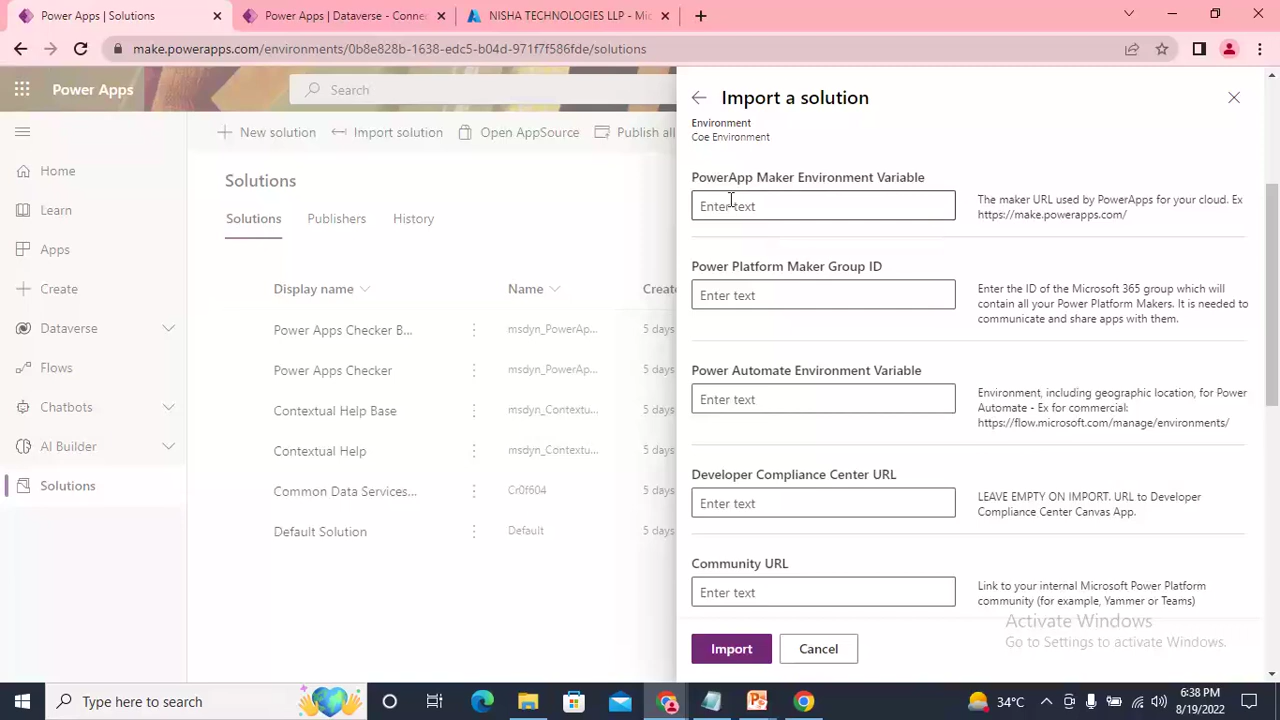 Power Apps | Solutions
Power Apps | Dataverse - Conne
NISHA TECHNOLOGIES LLP - Mic
make.powerapps.com/environments/0b8e828b-1638-edc5-b04d-971f7f586fde/solutions
Power Apps
Search
Home
Learn
Apps
Create
Dataverse
Flows
Chatbots
AI Builder
Solutions
New solution
Import solution
Open AppSource
Publish all
Solutions
Solutions
Publishers
History
Display name
Name
Create
Power Apps Checker B...
msdyn_PowerAp...
5 days
Power Apps Checker
msdyn_PowerAp...
5 days
Contextual Help Base
msdyn_Contextu...
5 days
Contextual Help
msdyn_Contextu...
5 days
Common Data Services...
Cr0f604
5 days
Default Solution
Default
5 days
Import a solution
Environment
Coe Environment
PowerApp Maker Environment Variable
Enter text
The maker URL used by PowerApps for your cloud. Ex
https://make.powerapps.com/
Power Platform Maker Group ID
Enter text
Enter the ID of the Microsoft 365 group which will
contain all your Power Platform Makers. It is needed to
communicate and share apps with them.
Power Automate Environment Variable
Enter text
Environment, including geographic location, for Power
Automate - Ex for commercial:
https://flow.microsoft.com/manage/environments/
Developer Compliance Center URL
Enter text
LEAVE EMPTY ON IMPORT. URL to Developer
Compliance Center Canvas App.
Community URL
Enter text
Link to your internal Microsoft Power Platform
community (for example, Yammer or Teams)
Import
Cancel
Activate Windows
Go to Settings to activate Windows.
Type here to search
34°C
6:38 PM
8/19/2022